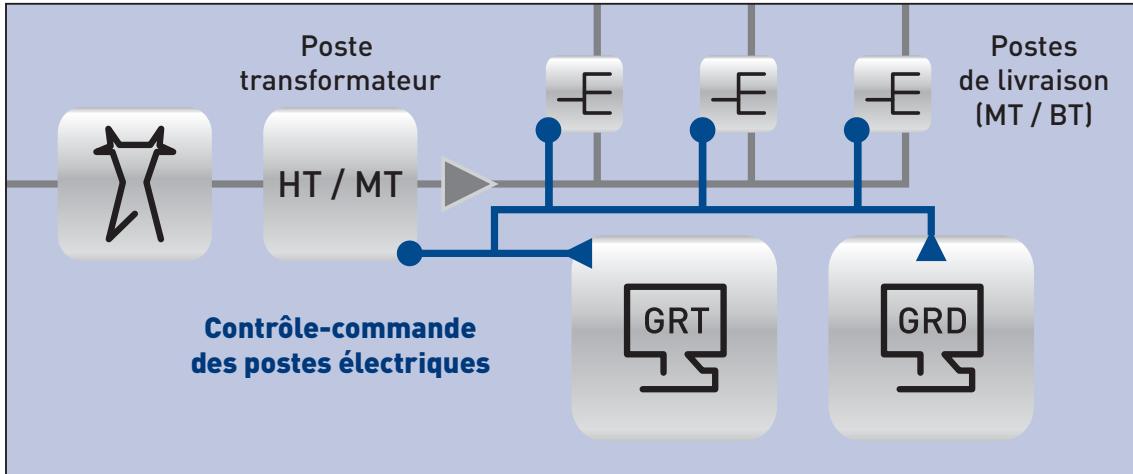 Poste
transformateur
Postes
de livraison
(MT / BT)
HT / MT
Contrôle-commande
des postes électriques
GRT
GRD